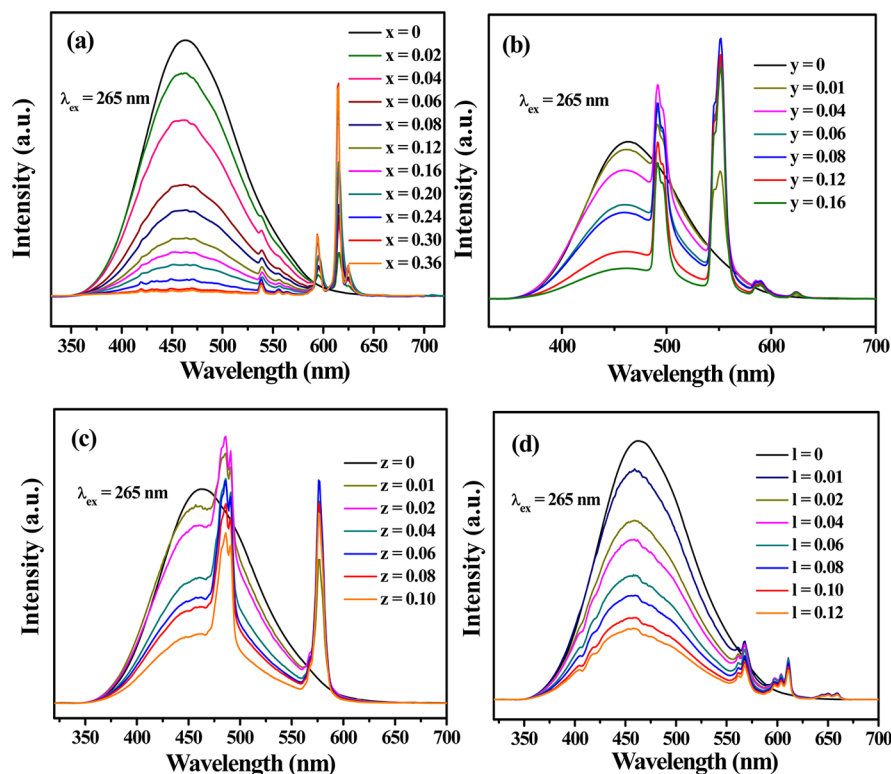 (a)
λex = 265 nm
x = 0
x = 0.02
x = 0.04
x = 0.06
x = 0.08
x = 0.12
x = 0.16
x = 0.20
x = 0.24
x = 0.30
x = 0.36
Intensity (a.u.)
350 400 450 500 550 600 650 700
Wavelength (nm)
(b)
λex = 265 nm
y = 0
y = 0.01
y = 0.04
y = 0.06
y = 0.08
y = 0.12
y = 0.16
Intensity (a.u.)
400 500 600 700
Wavelength (nm)
(c)
λex = 265 nm
z = 0
z = 0.01
z = 0.02
z = 0.04
z = 0.06
z = 0.08
z = 0.10
Intensity (a.u.)
350 400 450 500 550 600 650 700
Wavelength (nm)
(d)
λex = 265 nm
l = 0
l = 0.01
l = 0.02
l = 0.04
l = 0.06
l = 0.08
l = 0.10
l = 0.12
Intensity (a.u.)
350 400 450 500 550 600 650 700
Wavelength (nm)